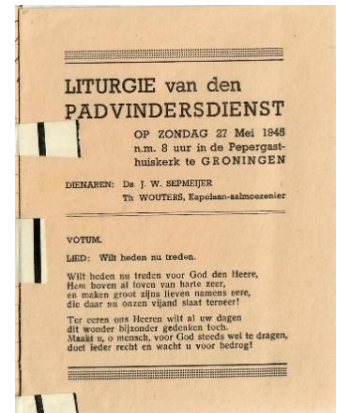 LITURGIE van den
PADVINDERSDIENST
OP ZONDAG 27 Mei 1945
n.m. 8 uur in de Pepergast-
huiskerk te GRONINGEN
DIENAREN: Ds J. W. SEPMEIJER
Th WOUTERS, Kapelaan-aalmoezenier
VOTUM.
LIED: Wilt heden nu treden.
Wilt heden nu treden voor God den Heere,
Hem boven al loven van harte zeer,
en maken groot zijns lieven namens eere,
die daar nu onzen vijand slaat terneer!
Ter eeren ons Heeren wilt al uw dagen
dit wonder bijzonder gedenken toch.
Maakt u, o mensch, voor God steeds wel te dragen,
doet ieder recht en wacht u voor bedrog!